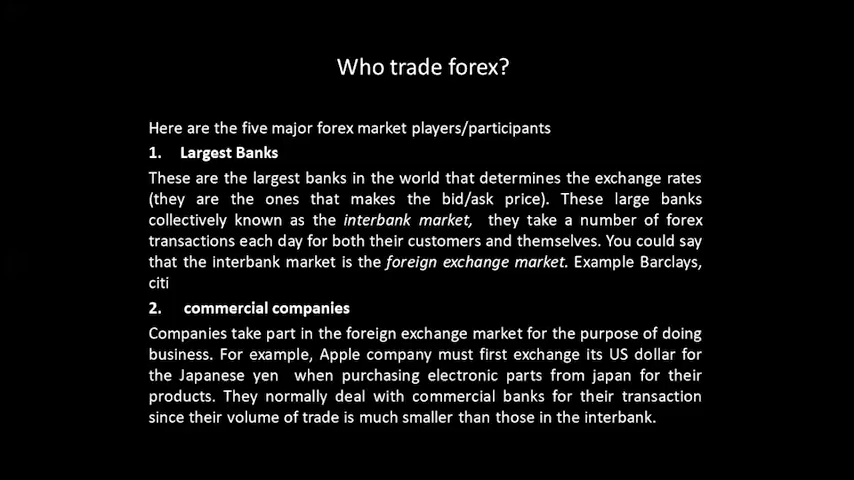 Who trade forex?
Here are the five major forex market players/participants
1. Largest Banks
These are the largest banks in the world that determines the exchange rates
(they are the ones that makes the bid/ask price). These large banks
collectively known as the interbank market, they take a number of forex
transactions each day for both their customers and themselves. You could say
that the interbank market is the foreign exchange market. Example Barclays,
citi
2. commercial companies
Companies take part in the foreign exchange market for the purpose of doing
business. For example, Apple company must first exchange its US dollar for
the Japanese yen when purchasing electronic parts from japan for their
products. They normally deal with commercial banks for their transaction
since their volume of trade is much smaller than those in the interbank.